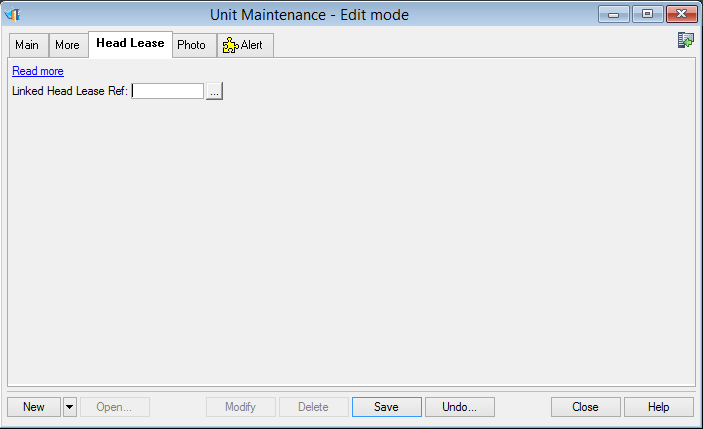 Unit Maintenance - Edit mode
Main More Head Lease Photo Alert
Read more
Linked Head Lease Ref: ...
New Open... Modify Delete Save Undo... Close Help